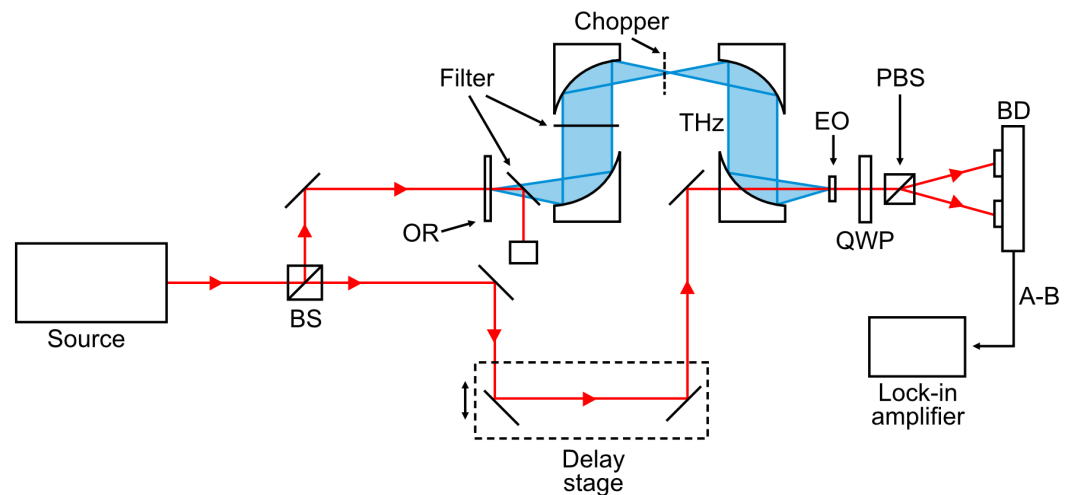 Chopper
Filter
PBS
THz
EO
BD
OR
QWP
BS
Source
A-B
Delay
stage
Lock-in
amplifier